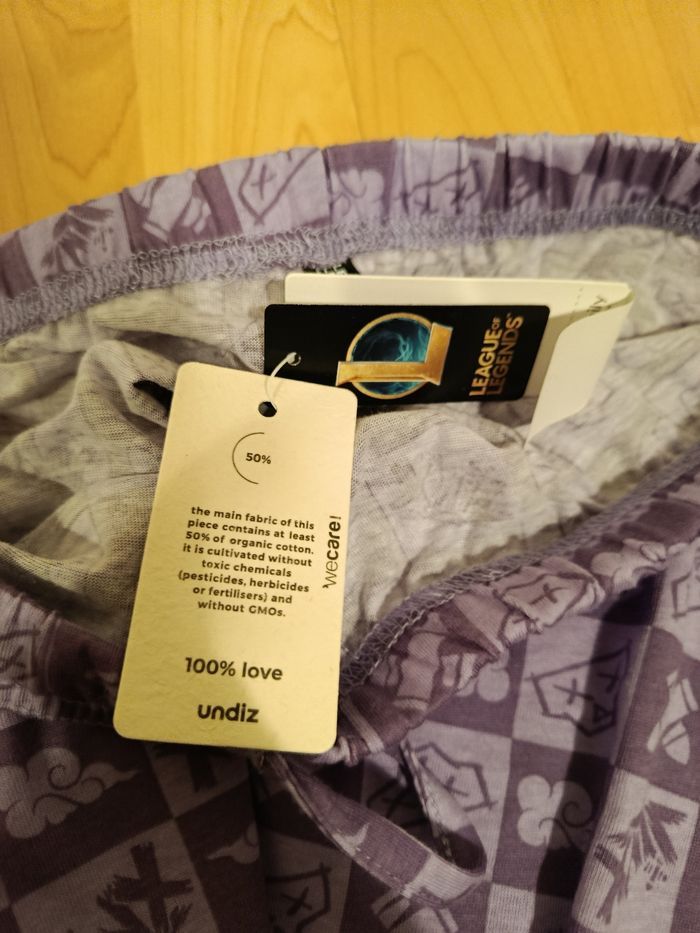 LEAGUE OF
LEGENDS™
50%
the main fabric of this
piece contains at least
50% of organic cotton.
it is cultivated without
toxic chemicals
(pesticides, herbicides
or fertilisers) and
without GMOs.
wecare!
100% love
undiz